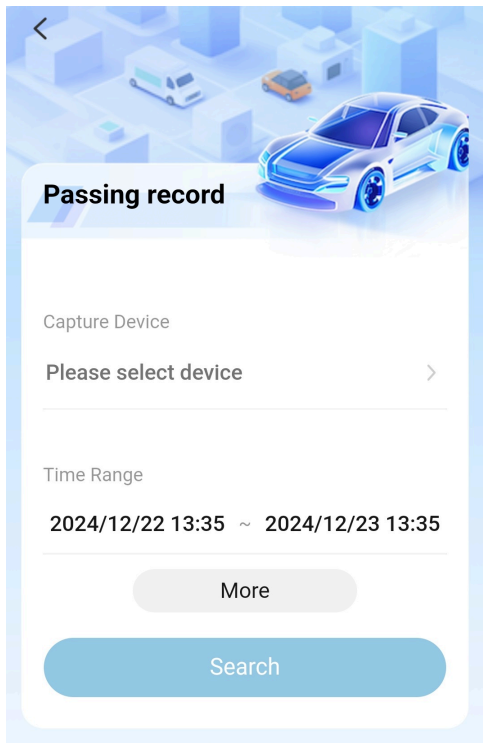 Passing record
Capture Device
Please select device
Time Range
2024/12/22 13:35 ~ 2024/12/23 13:35
More
Search